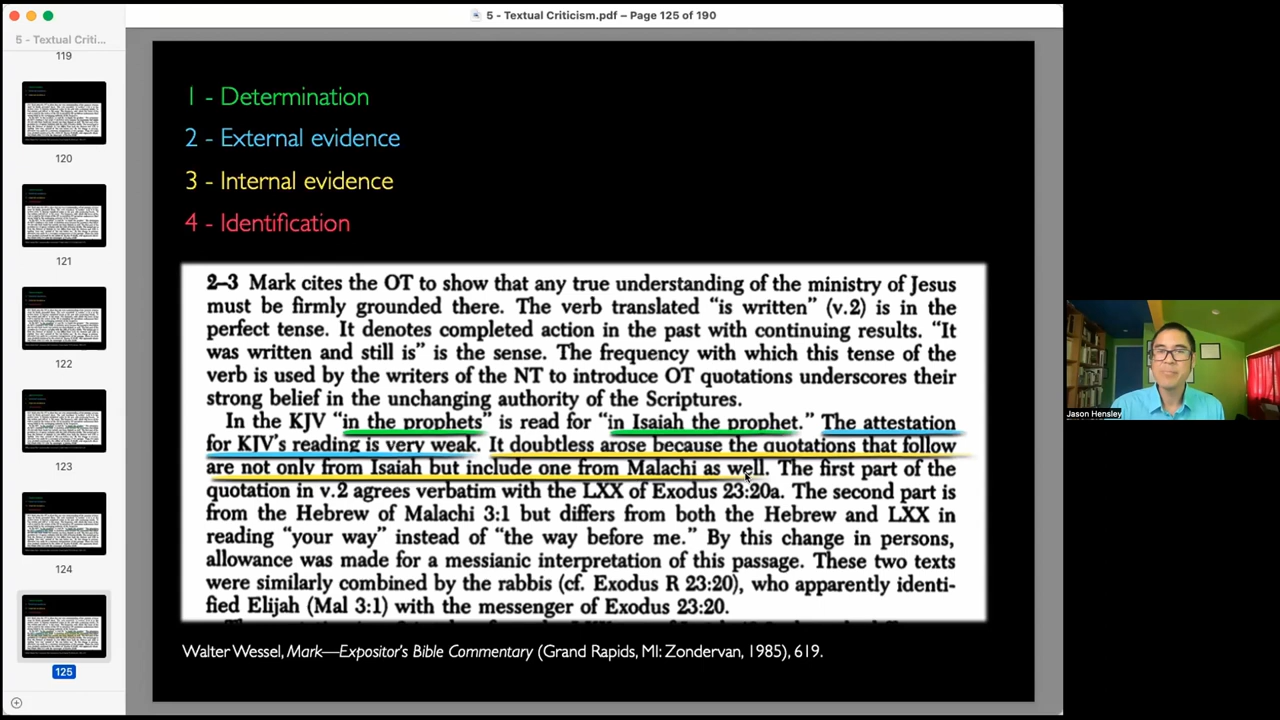 5 - Textual Criticism.pdf – Page 125 of 190
5 - Textual Criti...
119
120
121
122
123
124
125
1 - Determination
2 - External evidence
3 - Internal evidence
4 - Identification
2–3 Mark cites the OT to show that any true understanding of the ministry of Jesus
must be firmly grounded there. The verb translated “is written” (v.2) is in the
perfect tense. It denotes completed action in the past with continuing results. “It
was written and still is” is the sense. The frequency with which this tense of the
verb is used by the writers of the NT to introduce OT quotations underscores their
strong belief in the unchanging authority of the Scriptures.
In the KJV “in the prophets” is read for “in Isaiah the prophet.” The attestation
for KJV’s reading is very weak. It doubtless arose because the quotations that follow
are not only from Isaiah but include one from Malachi as well. The first part of the
quotation in v.2 agrees verbatim with the LXX of Exodus 23:20a. The second part is
from the Hebrew of Malachi 3:1 but differs from both the Hebrew and LXX in
reading “your way” instead of “the way before me.” By this change in persons,
allowance was made for a messianic interpretation of this passage. These two texts
were similarly combined by the rabbis (cf. Exodus R 23:20), who apparently identi-
fied Elijah (Mal 3:1) with the messenger of Exodus 23:20.
Walter Wessel, Mark—Expositor's Bible Commentary (Grand Rapids, MI: Zondervan, 1985), 619.
Jason Hensley